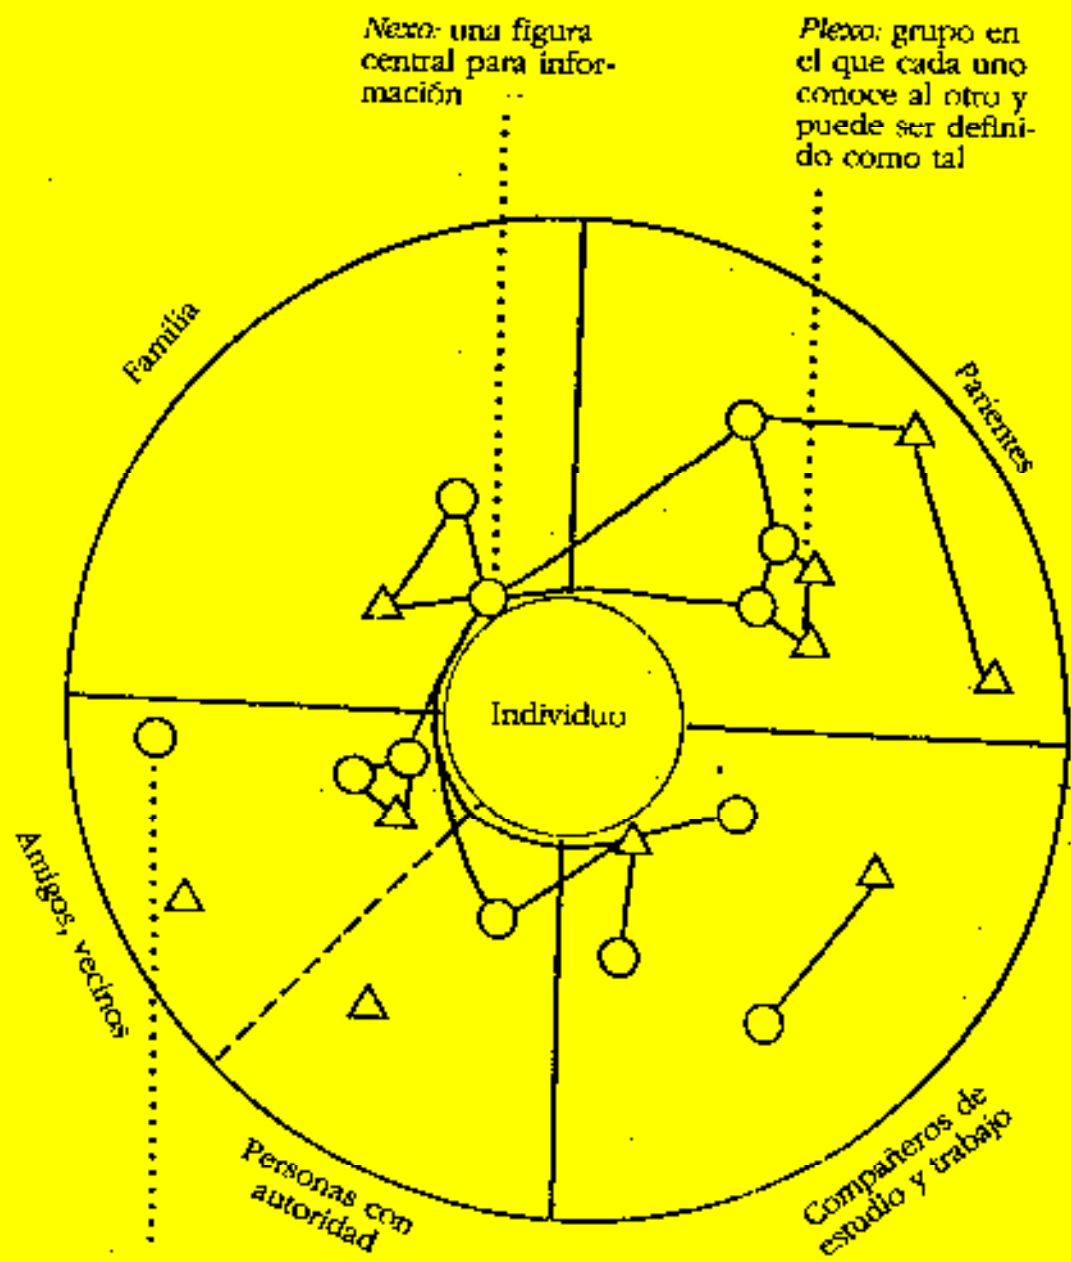 Nexo: una figura
central para infor-
mación
Plexo: grupo en
el que cada uno
conoce al otro y
puede ser defini-
do como tal
Familia
Parientes
Individuo
Amigos, vecinos
Personas con
autoridad
Compañeros de
estudio y trabajo